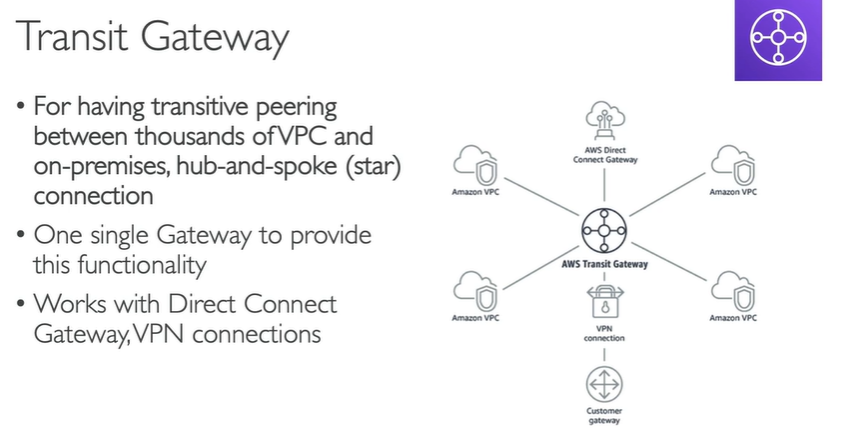 Transit Gateway
• For having transitive peering
between thousands of VPC and
on-premises, hub-and-spoke (star)
connection
• One single Gateway to provide
this functionality
• Works with Direct Connect
Gateway, VPN connections
AWS Direct
Connect Gateway
Amazon VPC
Amazon VPC
AWS Transit Gateway
Amazon VPC
Amazon VPC
VPN
connection
Customer
gateway